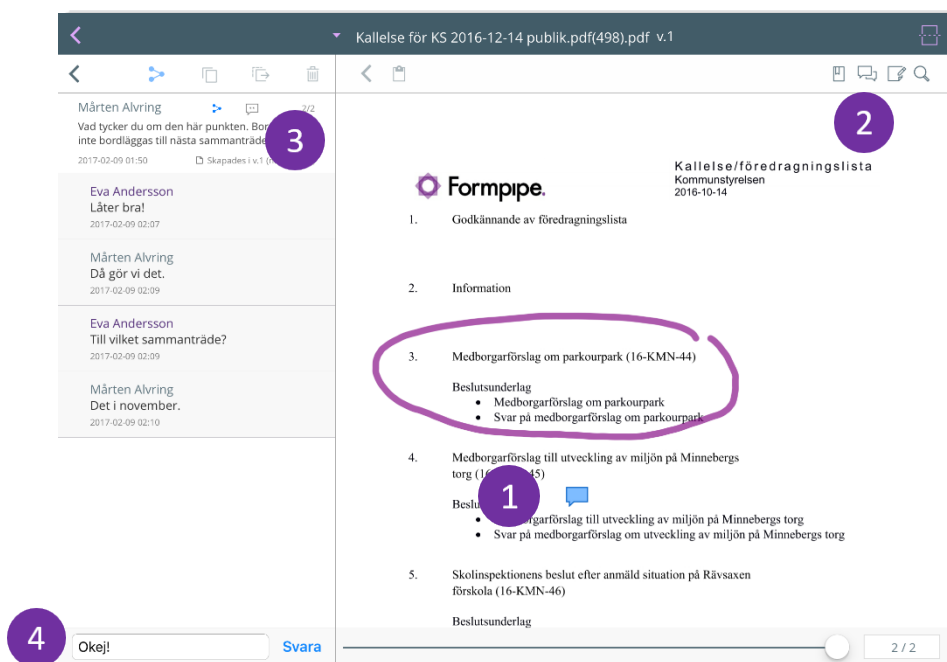 Kallelse för KS 2016-12-14 publik.pdf(498).pdf v.1
Mårten Alvring
2/2
Vad tycker du om den här punkten.
inte bordläggas till nästa sammanträde
2017-02-09 01:50 Skapades i v.1
3
Eva Andersson
Låter bra!
2017-02-09 02:07
Mårten Alvring
Då gör vi det.
2017-02-09 02:09
Eva Andersson
Till vilket sammanträde?
2017-02-09 02:09
Mårten Alvring
Det i november.
2017-02-09 02:10
4
Okej!
Svara
2
Formpipe.
Kallelse/föredragningslista
Kommunstyrelsen
2016-10-14
1. Godkännande av föredragningslista
2. Information
3. Medborgarförslag om parkourpark (16-KMN-44)
Beslutsunderlag
• Medborgarförslag om parkourpark
• Svar på medborgarförslag om parkourpark
4. Medborgarförslag till utveckling av miljön på Minnebergs
torg
1
• till utveckling av miljön på Minnebergs torg
• Svar på medborgarförslag om utveckling av miljön på Minnebergs torg
5. Skolinspektionens beslut efter anmäld situation på Rävsaxen
förskola (16-KMN-46)
Beslutsunderlag
2 / 2